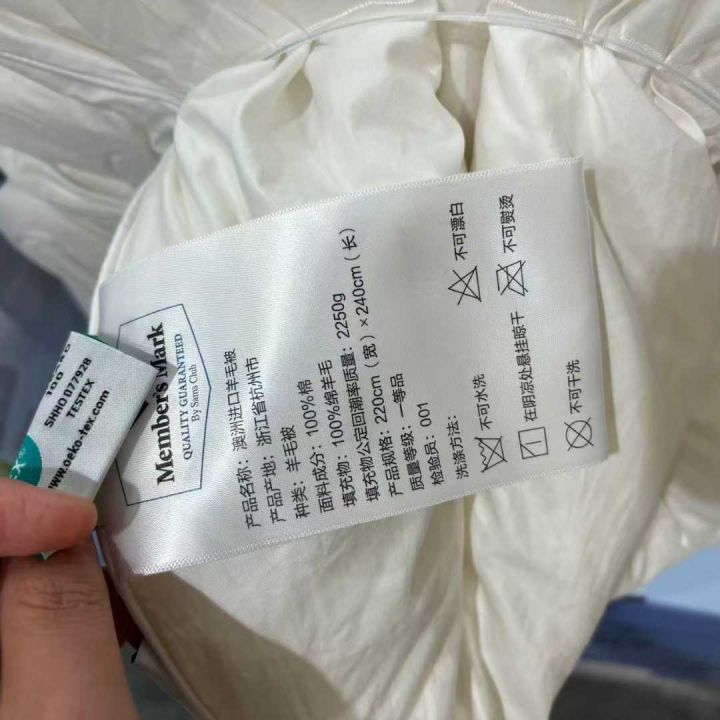 Member's Mark
QUALITY GUARANTEED
By Sam's Club
产品名称：澳洲进口羊毛被
产品产地：浙江省杭州市
种类：羊毛被
面料成分：100%棉
填充物：100%绵羊毛
填充物公定回潮率质量：2250g
产品规格：220cm（宽）×240cm（长）
质量等级：一等品
检验员：001
洗涤方法：
不可水洗
不可漂白
在阴凉处悬挂晾干
不可熨烫
不可干洗
100
SHHO 077928
TESTEX
www.oeko-tex.com